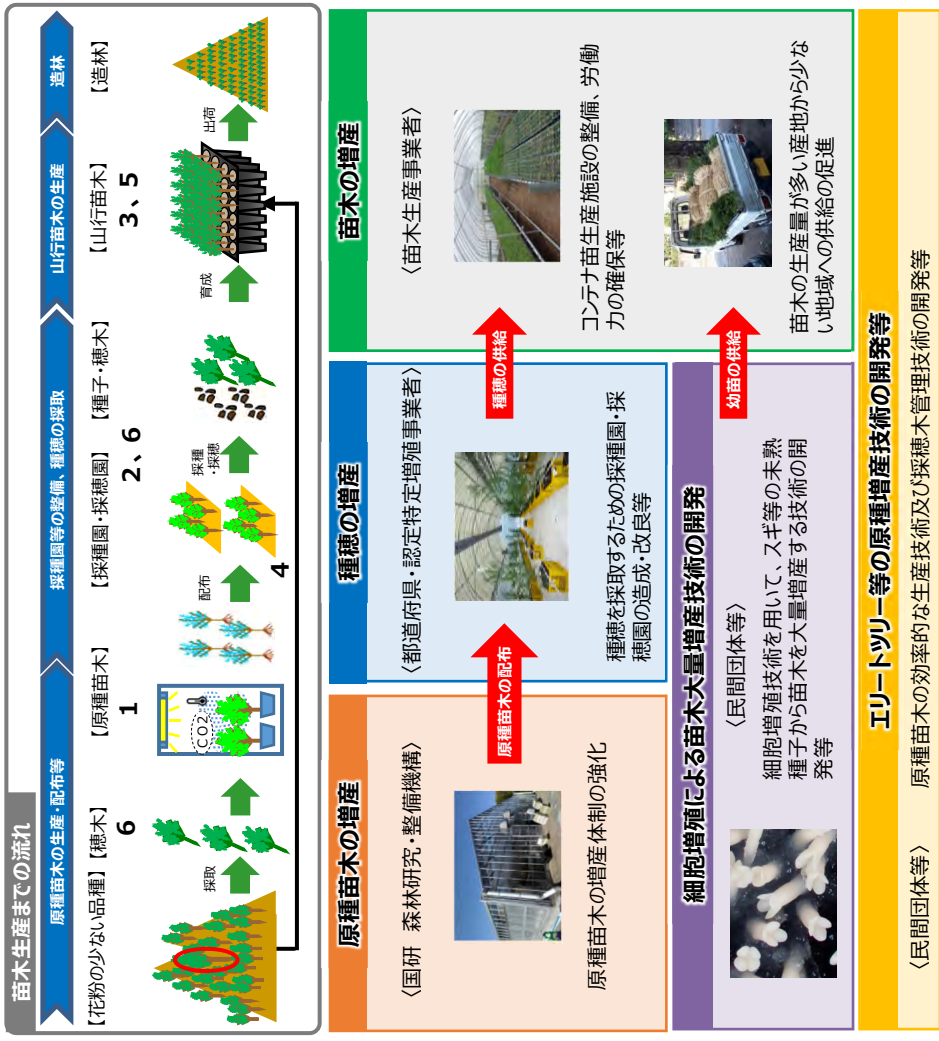 苗木生産までの流れ
原種苗木の生産・配布等
採種園等の整備、種穂の採取
山行苗木の生産
造林
【花粉の少ない品種】
【穂木】
【原種苗木】
【採種園・採穂園】
【種子・穂木】
【山行苗木】
【造林】
6
1
2、6
3、5
採取
CO2
配布
4
採種
・採穂
育成
出荷
原種苗木の増産
〈国研　森林研究・整備機構〉
原種苗木の増産体制の強化
原種苗木の配布
種穂の増産
〈都道府県・認定特定増殖事業者〉
種穂を採取するための採種園・採
穂園の造成・改良等
種穂の供給
苗木の増産
〈苗木生産事業者〉
コンテナ苗生産施設の整備、労働
力の確保等
苗木の生産量が多い産地から少な
い地域への供給の促進
細胞増殖による苗木大量増産技術の開発
〈民間団体等〉
細胞増殖技術を用いて、スギ等の未熟
種子から苗木を大量増産する技術の開
発等
幼苗の供給
エリートツリー等の原種増産技術の開発等
〈民間団体等〉
原種苗木の効率的な生産技術及び採穂木管理技術の開発等